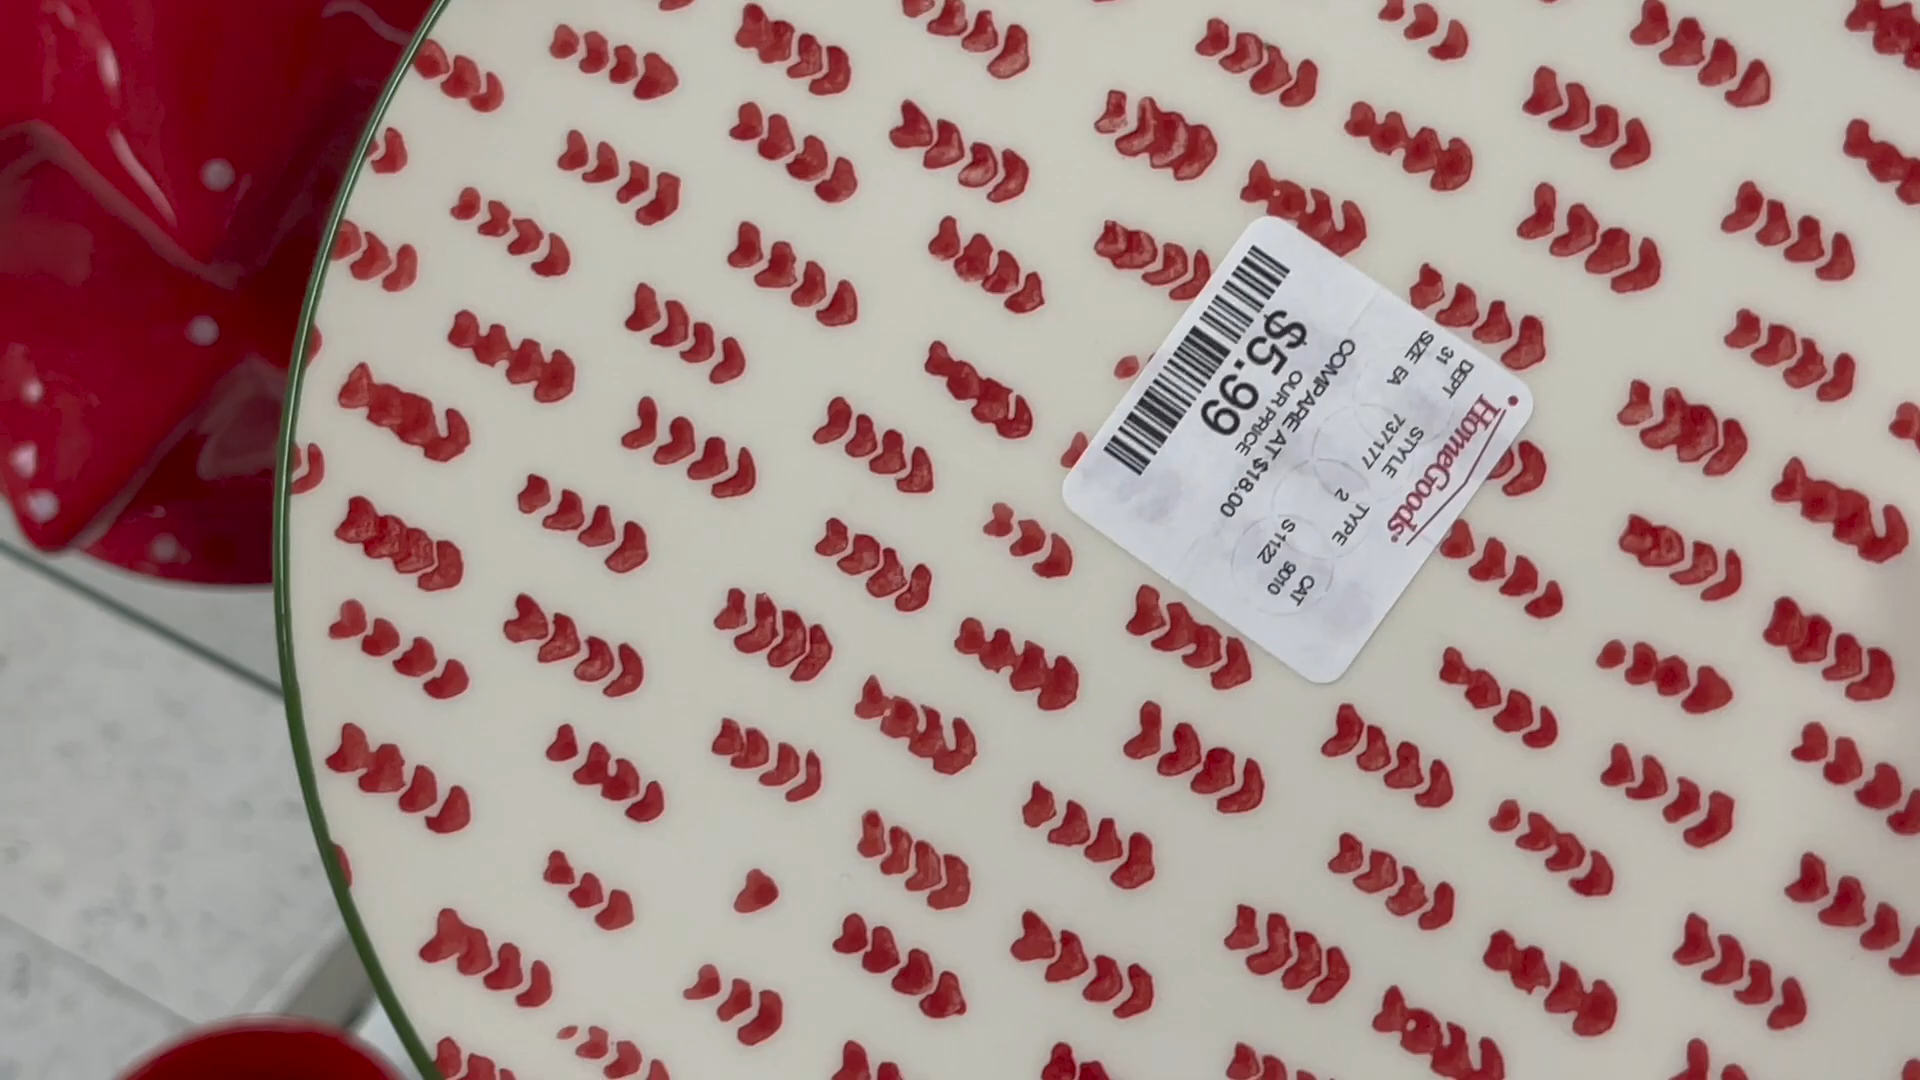 HomeGoods®
DEPT STYLE TYPE CAT
31 737177 2 9010
SIZE EA S1122
COMPARE AT $18.00
OUR PRICE
$5.99